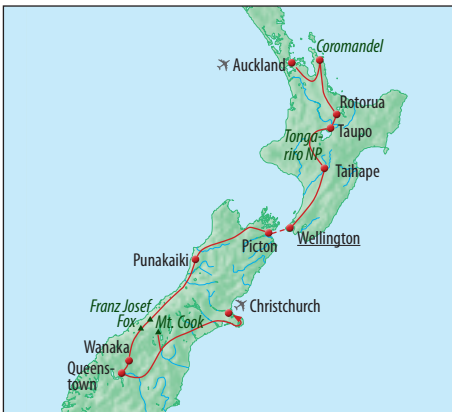 Coromandel
Auckland
Rotorua
Taupo
Tonga-
riro NP
Taihape
Wellington
Picton
Punakaiki
Christchurch
Franz Josef
Fox
Mt. Cook
Wanaka
Queens-
town